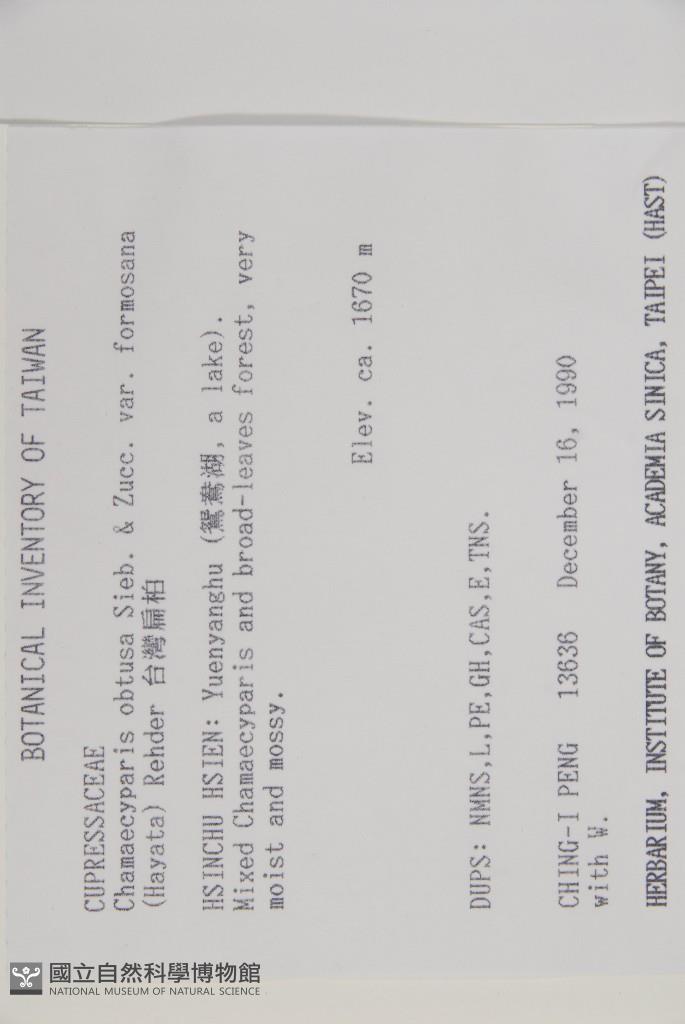 BOTANICAL INVENTORY OF TAIWAN
CUPRESSACEAE
Chamaecyparis obtusa Sieb. & Zucc. var. formosana
(Hayata) Rehder 台灣扁柏
HSINCHU HSIEN: Yuenyanghu (鴛鴦湖, a lake).
Mixed Chamaecyparis and broad-leaves forest, very
moist and mossy.
Elev. ca. 1670 m
DUPS: NMNS,L,PE,GH,CAS,E,TNS.
CHING-I PENG 13636 December 16, 1990
with W.
HERBARIUM, INSTITUTE OF BOTANY, ACADEMIA SINICA, TAIPEI (HAST)
國立自然科學博物館
NATIONAL MUSEUM OF NATURAL SCIENCE